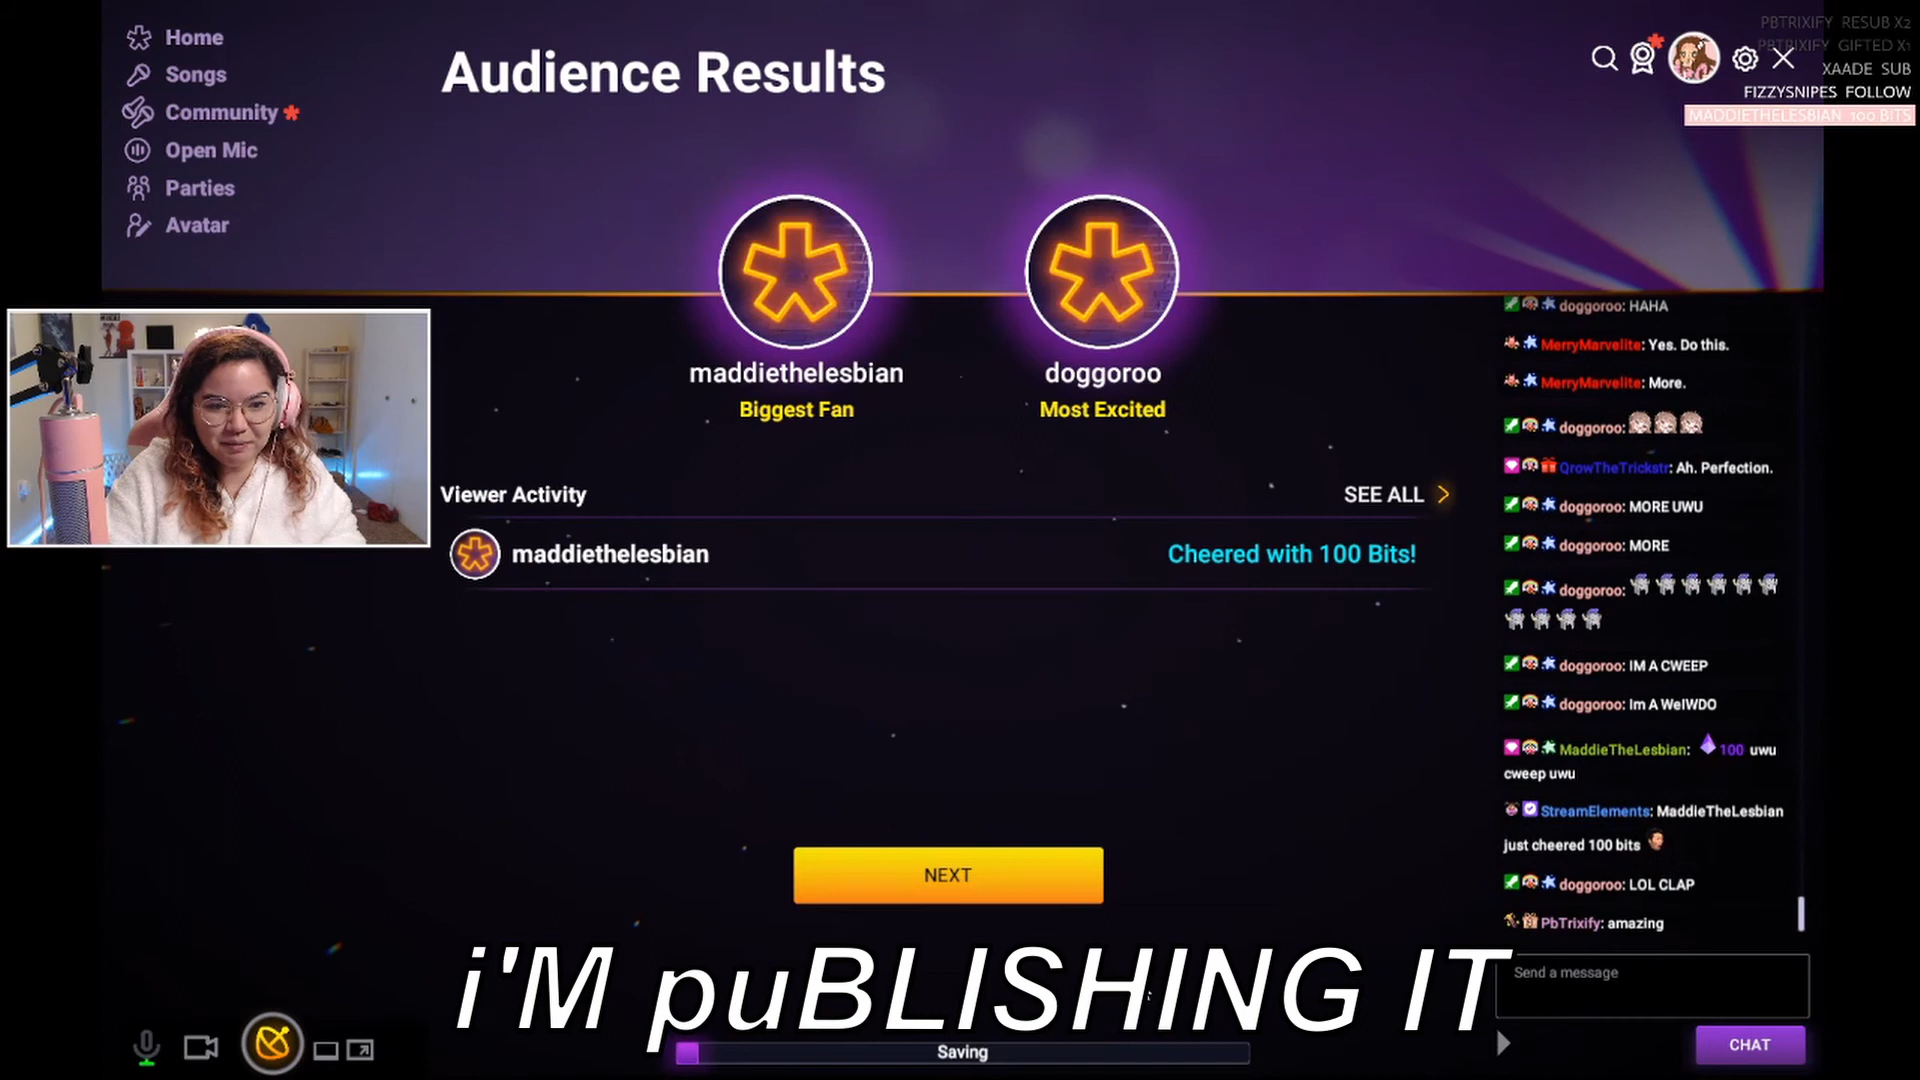 Home
Songs
Community *
Open Mic
Parties
Avatar
Audience Results
PBTRIXIFY RESUB X2
PBTRIXIFY GIFTED X1
XAADE SUB
FIZZYSNIPES FOLLOW
MADDIETHELESBIAN 100 BITS
maddiethelesbian
Biggest Fan
doggoroo
Most Excited
Viewer Activity
SEE ALL
maddiethelesbian
Cheered with 100 Bits!
NEXT
doggoroo: HAHA
MerryMarvelite: Yes. Do this.
MerryMarvelite: More.
doggoroo:
QrowTheTrickstr: Ah. Perfection.
doggoroo: MORE UWU
doggoroo: MORE
doggoroo:
doggoroo: IM A CWEEP
doggoroo: Im A WeIWDO
MaddieTheLesbian: 100 uwu
cweep uwu
StreamElements: MaddieTheLesbian
just cheered 100 bits
doggoroo: LOL CLAP
PbTrixify: amazing
Send a message
CHAT
i'M puBLISHING IT
Saving